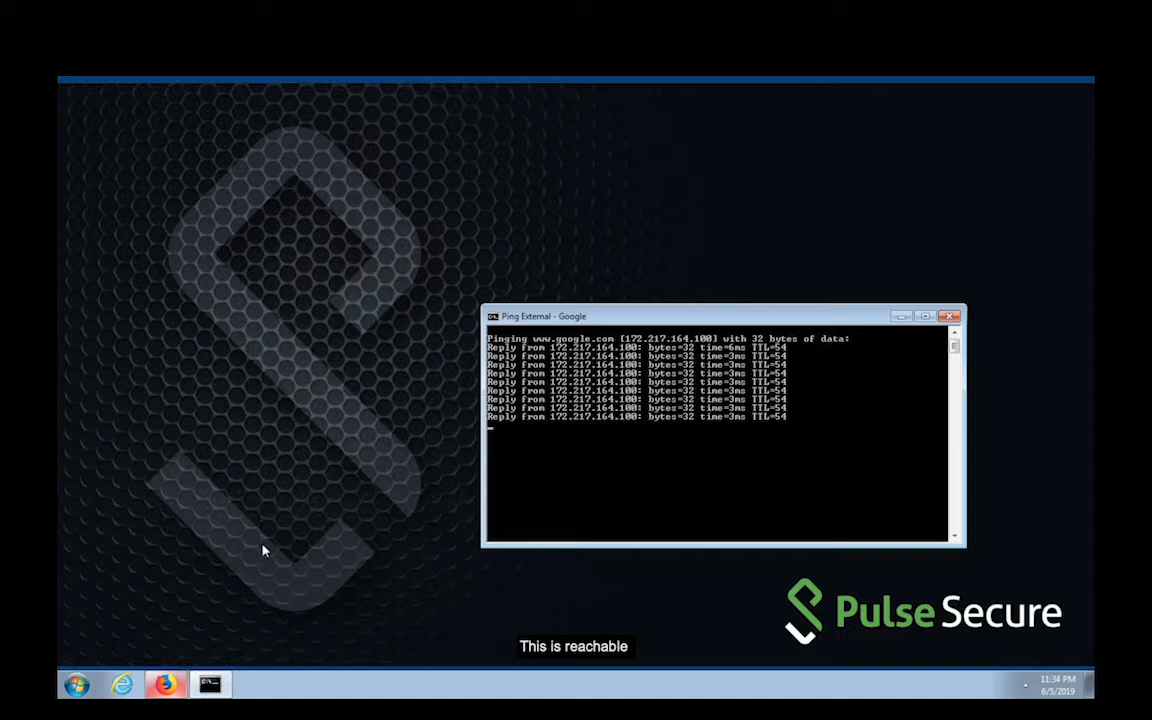 Ping External - Google
Pinging www.google.com [172.217.164.100] with 32 bytes of data:
Reply from 172.217.164.100: bytes=32 time=6ms TTL=54
Reply from 172.217.164.100: bytes=32 time=3ms TTL=54
Reply from 172.217.164.100: bytes=32 time=3ms TTL=54
Reply from 172.217.164.100: bytes=32 time=3ms TTL=54
Reply from 172.217.164.100: bytes=32 time=3ms TTL=54
Reply from 172.217.164.100: bytes=32 time=3ms TTL=54
Reply from 172.217.164.100: bytes=32 time=3ms TTL=54
Reply from 172.217.164.100: bytes=32 time=3ms TTL=54
Reply from 172.217.164.100: bytes=32 time=3ms TTL=54
Pulse Secure
This is reachable
11:34 PM
6/5/2019